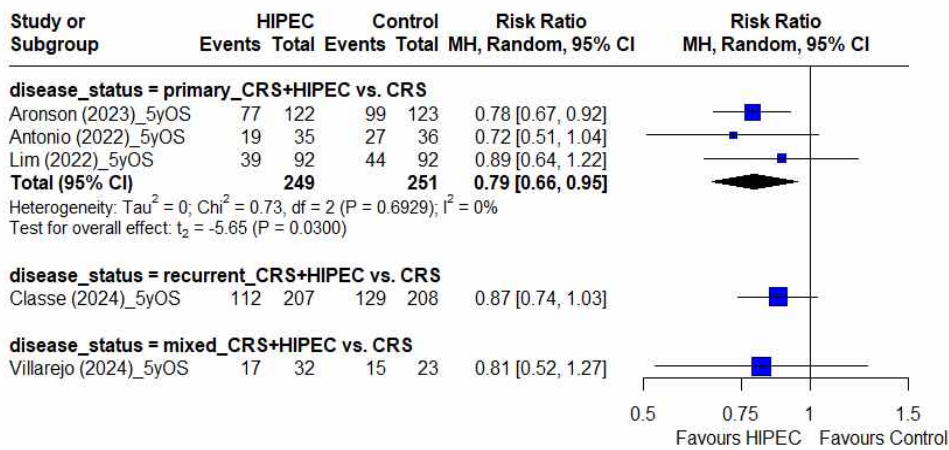 Study or HIPEC Control Risk Ratio Risk Ratio
Subgroup Events Total Events Total MH, Random, 95% CI MH, Random, 95% CI
disease_status = primary_CRS+HIPEC vs. CRS
Aronson (2023)_5yOS 77 122 99 123 0.78 [0.67, 0.92]
Antonio (2022)_5yOS 19 35 27 36 0.72 [0.51, 1.04]
Lim (2022)_5yOS 39 92 44 92 0.89 [0.64, 1.22]
Total (95% CI) 249 251 0.79 [0.66, 0.95]
Heterogeneity: Tau² = 0; Chi² = 0.73, df = 2 (P = 0.6929); I² = 0%
Test for overall effect: t₂ = -5.65 (P = 0.0300)
disease_status = recurrent_CRS+HIPEC vs. CRS
Classe (2024)_5yOS 112 207 129 208 0.87 [0.74, 1.03]
disease_status = mixed_CRS+HIPEC vs. CRS
Villarejo (2024)_5yOS 17 32 15 23 0.81 [0.52, 1.27]
0.5 0.75 1 1.5
Favours HIPEC Favours Control